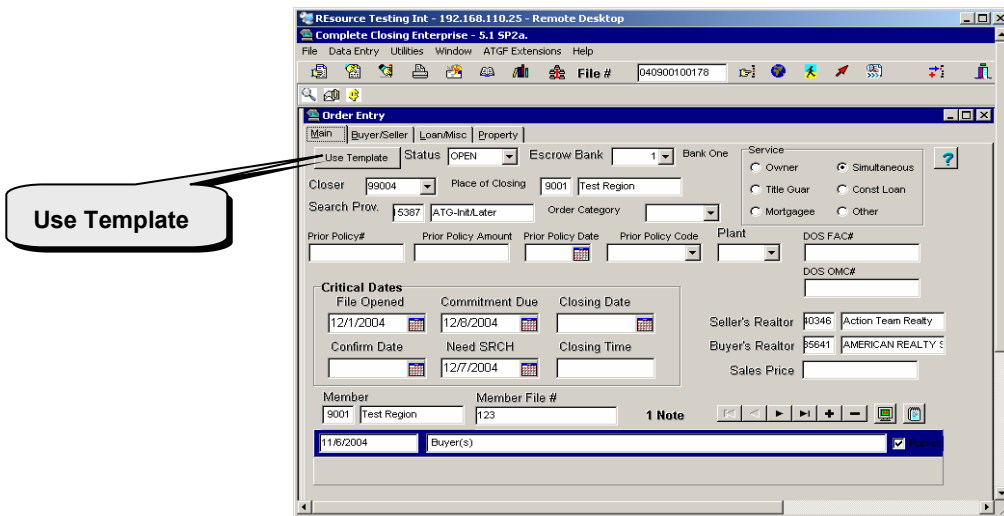 REsource Testing Int - 192.168.110.25 - Remote Desktop
Complete Closing Enterprise - 5.1 SP2a.
File Data Entry Utilities Window ATGF Extensions Help
File # 040900100178
Order Entry
Main Buyer/Seller Loan/Misc Property
Use Template Status OPEN Escrow Bank 1 Bank One Service
Owner Simultaneous
Closer 99004 Place of Closing 9001 Test Region Title Guar Const Loan
Use Template
Search Prov. 15387 ATG-Init/Later Order Category Mortgagee Other
Prior Policy# Prior Policy Amount Prior Policy Date Prior Policy Code Plant DOS FAC#
DOS OMC#
Critical Dates
File Opened Commitment Due Closing Date
12/1/2004 12/8/2004 Seller's Realtor 40346 Action Team Realty
Confirm Date Need SRCH Closing Time Buyer's Realtor 35641 AMERICAN REALTY S
12/7/2004 Sales Price
Member Member File #
9001 Test Region 123 1 Note
11/6/2004 Buyer(s)